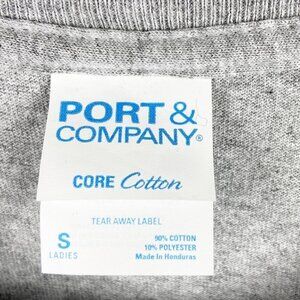 PORT &
COMPANY®
CORE Cotton
TEAR AWAY LABEL
S
LADIES
90% COTTON
10% POLYESTER
Made In Honduras